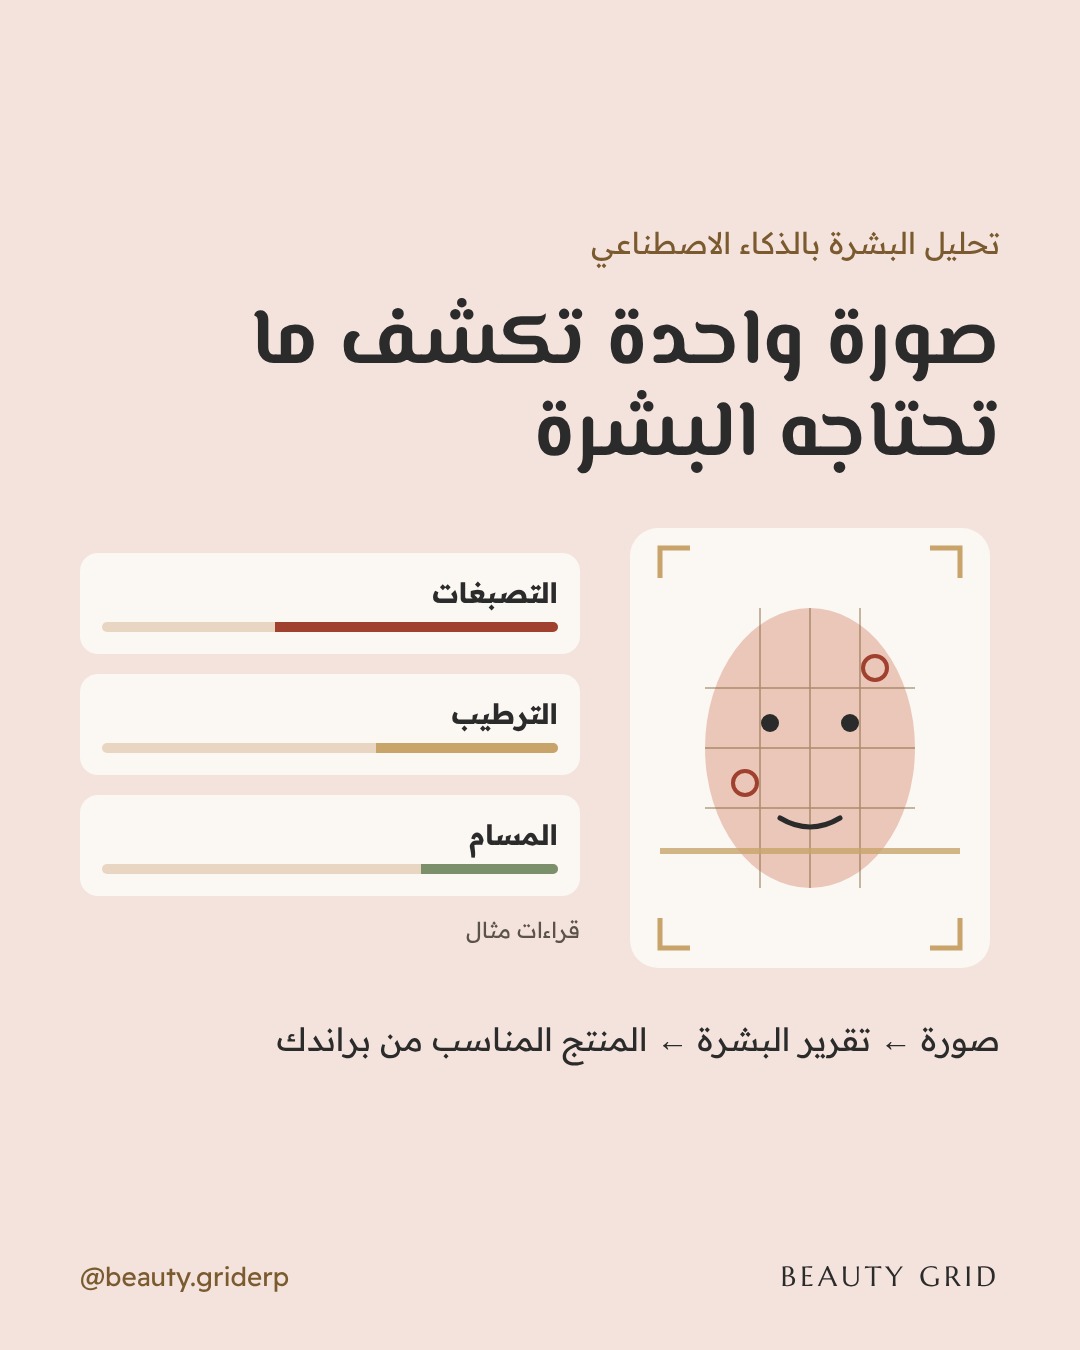 تحليل البشرة بالذكاء الاصطناعي
صورة واحدة تكشف ما
تحتاجه البشرة
التصبغات
الترطيب
المسام
قراءات مثال
صورة ← تقرير البشرة ← المنتج المناسب من براندك
BEAUTY GRID
@beauty.griderp